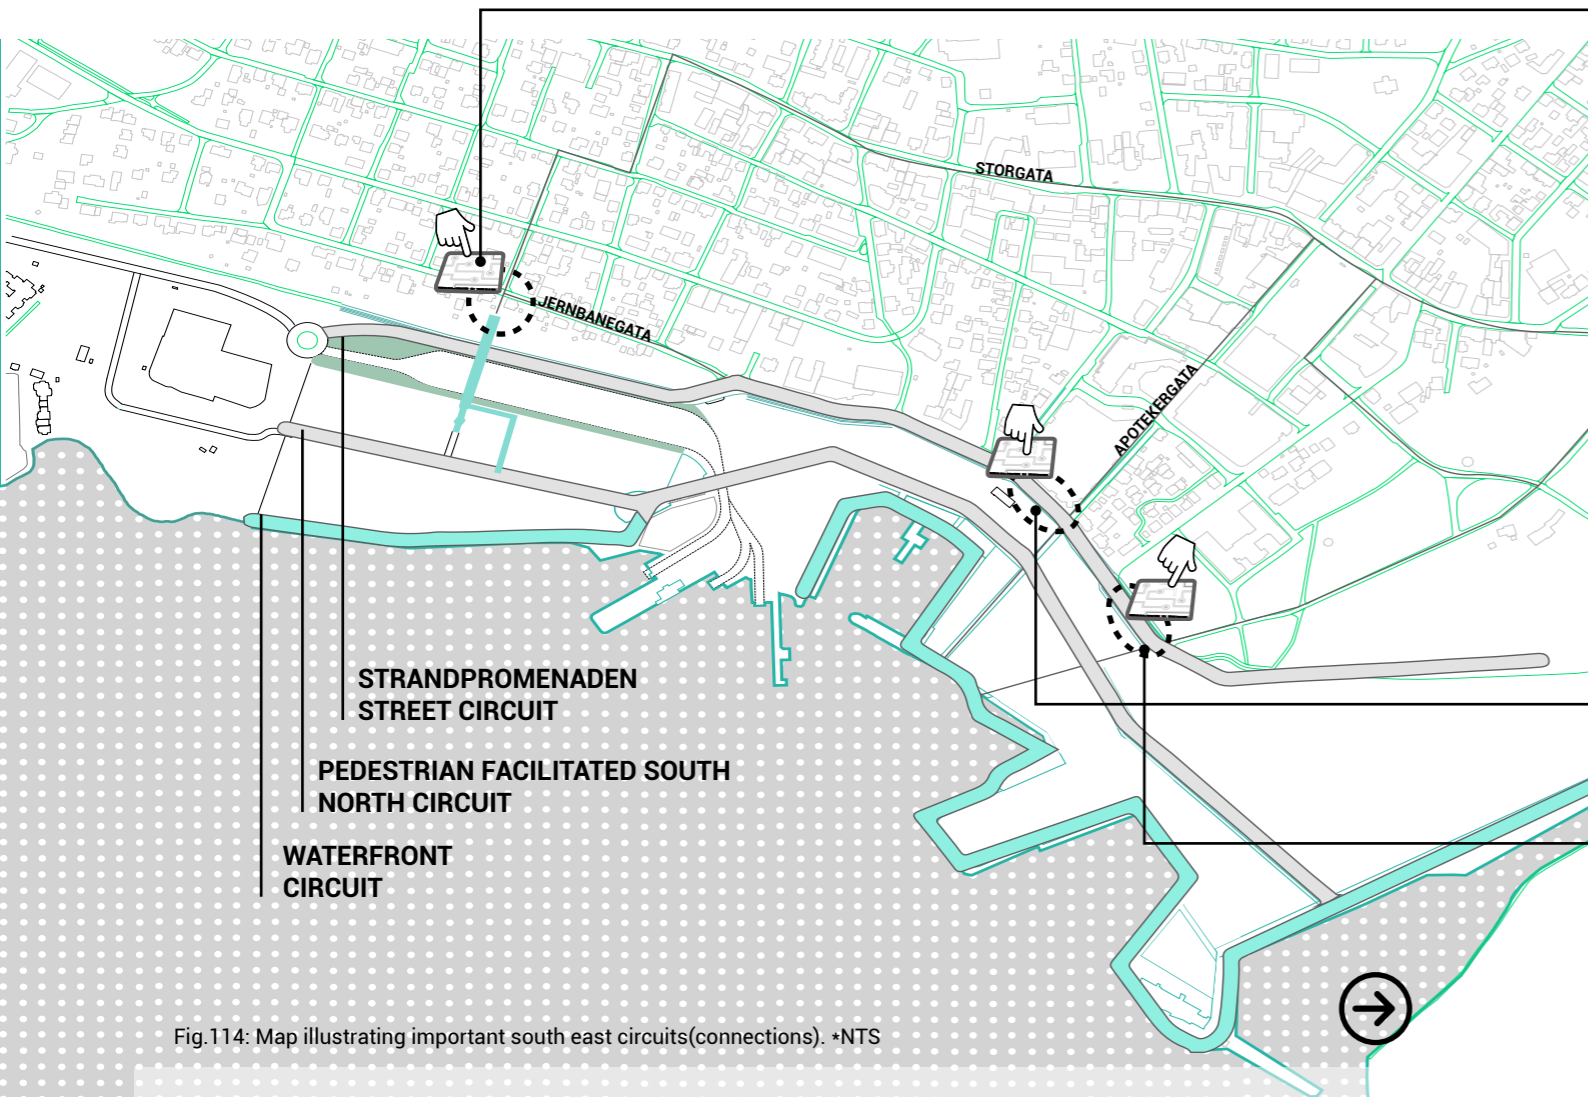 STORGATA
JERNBANEGATA
APOTEKERGATA
STRANDPROMENADEN
STREET CIRCUIT
PEDESTRIAN FACILITATED SOUTH
NORTH CIRCUIT
WATERFRONT
CIRCUIT
Fig.114: Map illustrating important south east circuits(connections). *NTS